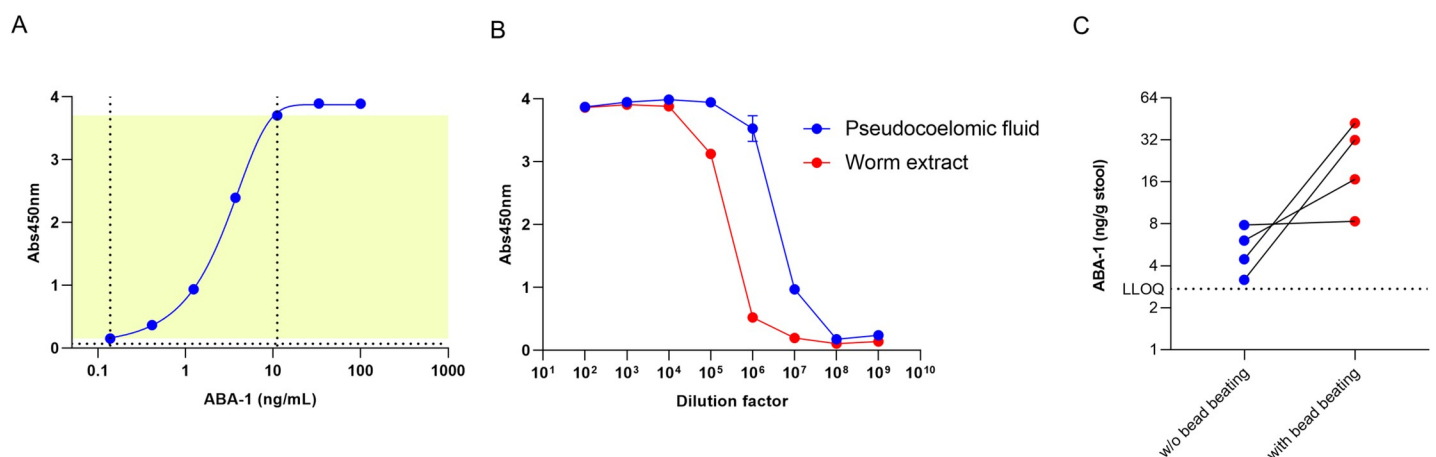 A
4
3
2
1
0
Abs450nm
0.1
1
10
100
1000
ABA-1 (ng/mL)
B
4
3
2
1
0
Abs450nm
10¹
10²
10³
10⁴
10⁵
10⁶
10⁷
10⁸
10⁹
10¹⁰
Dilution factor
Pseudocoelomic fluid
Worm extract
C
64
32
16
8
4
LLOQ
2
1
ABA-1 (ng/g stool)
w/o bead beating
with bead beating